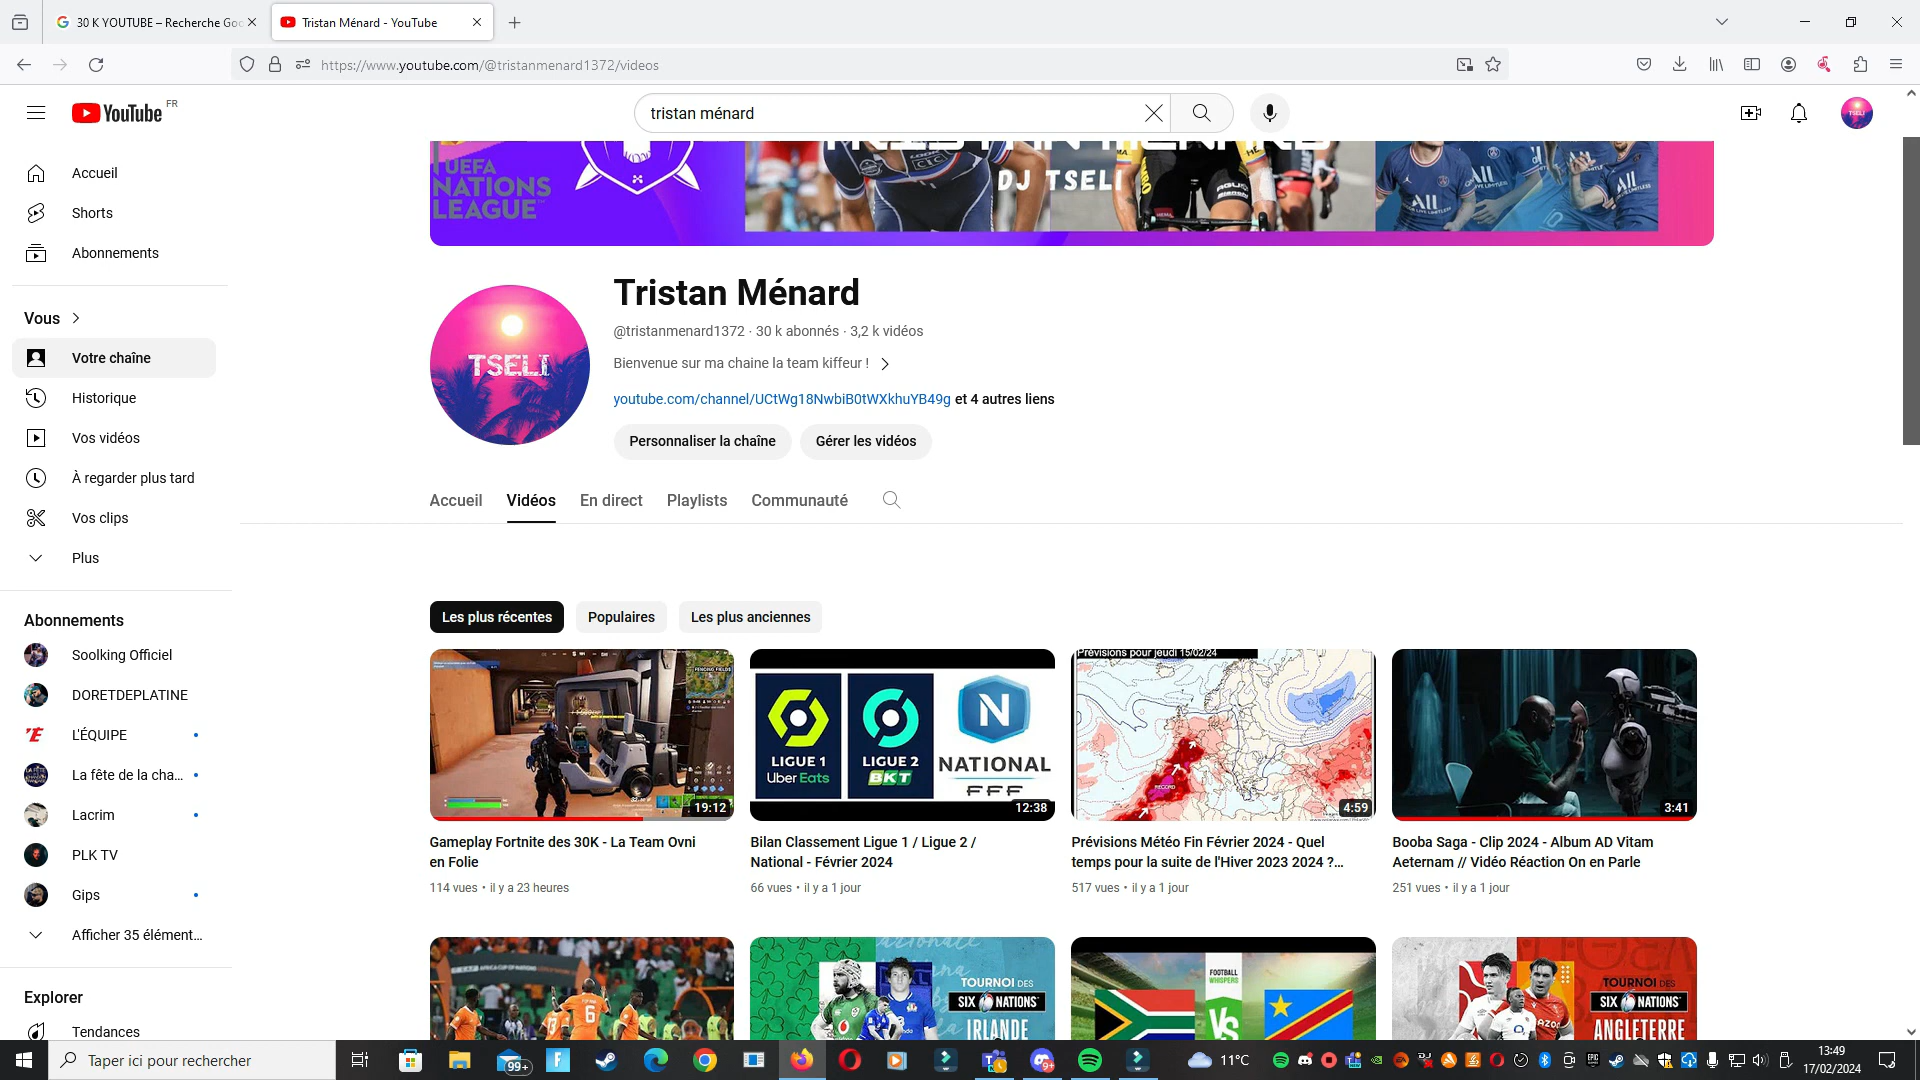 30 K YOUTUBE – Recherche Goo
Tristan Ménard - YouTube
https://www.youtube.com/@tristanmenard1372/videos
YouTube FR
tristan ménard
TSELI
Accueil
Shorts
Abonnements
Vous
Votre chaîne
Historique
Vos vidéos
À regarder plus tard
Vos clips
Plus
Abonnements
Soolking Officiel
DORETDEPLATINE
L'ÉQUIPE
La fête de la cha...
Lacrim
PLK TV
Gips
Afficher 35 élément...
Explorer
Tendances
UEFA
NATIONS
LEAGUE
TRISTAN MENARD
DJ TSELI
TSELI
Tristan Ménard
@tristanmenard1372 · 30 k abonnés · 3,2 k vidéos
Bienvenue sur ma chaine la team kiffeur !
youtube.com/channel/UCtWg18NwbiB0tWXkhuYB49g et 4 autres liens
Personnaliser la chaîne
Gérer les vidéos
Accueil
Vidéos
En direct
Playlists
Communauté
Les plus récentes
Populaires
Les plus anciennes
19:12
Gameplay Fortnite des 30K - La Team Ovni
en Folie
114 vues • il y a 23 heures
LIGUE 1
Uber Eats
LIGUE 2
BKT
N
NATIONAL
FFF
12:38
Bilan Classement Ligue 1 / Ligue 2 /
National - Février 2024
66 vues • il y a 1 jour
Prévisions pour jeudi 15/02/24
RECORD
4:59
Prévisions Météo Fin Février 2024 - Quel
temps pour la suite de l'Hiver 2023 2024 ?...
517 vues • il y a 1 jour
3:41
Booba Saga - Clip 2024 - Album AD Vitam
Aeternam // Vidéo Réaction On en Parle
251 vues • il y a 1 jour
6
TOURNOI DES
SIX NATIONS
IRLANDE
FOOTBALL
WHISPERS
VS
TOURNOI DES
SIX NATIONS
ANGLETERRE
Taper ici pour rechercher
99+
11°C
13:49
17/02/2024